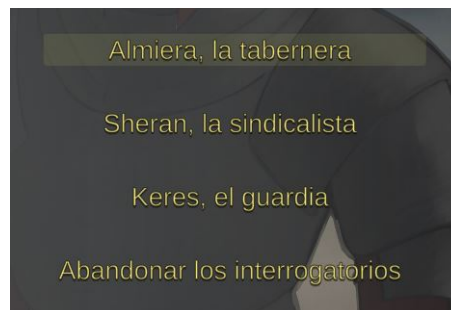 Almiera, la tabernera
Sheran, la sindicalista
Keres, el guardia
Abandonar los interrogatorios